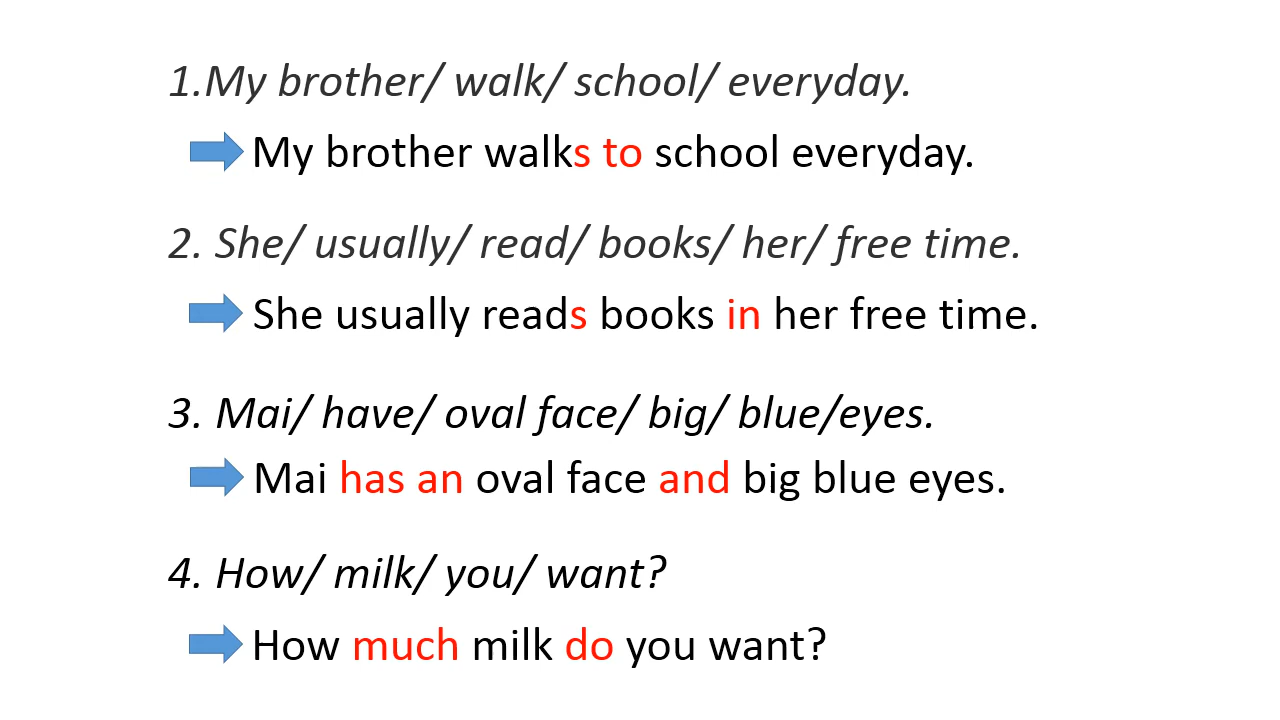 1.My brother/ walk/ school/ everyday.
My brother walks to school everyday.
2. She/ usually/ read/ books/ her/ free time.
She usually reads books in her free time.
3. Mai/ have/ oval face/ big/ blue/eyes.
Mai has an oval face and big blue eyes.
4. How/ milk/ you/ want?
How much milk do you want?